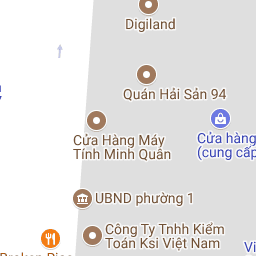 Digiland
Quán Hải Sản 94
Cửa Hàng Máy
Tính Minh Quân
Cửa hàng
(cung cấp
UBND phường 1
Công Ty Tnhh Kiểm
Toán Ksi Việt Nam